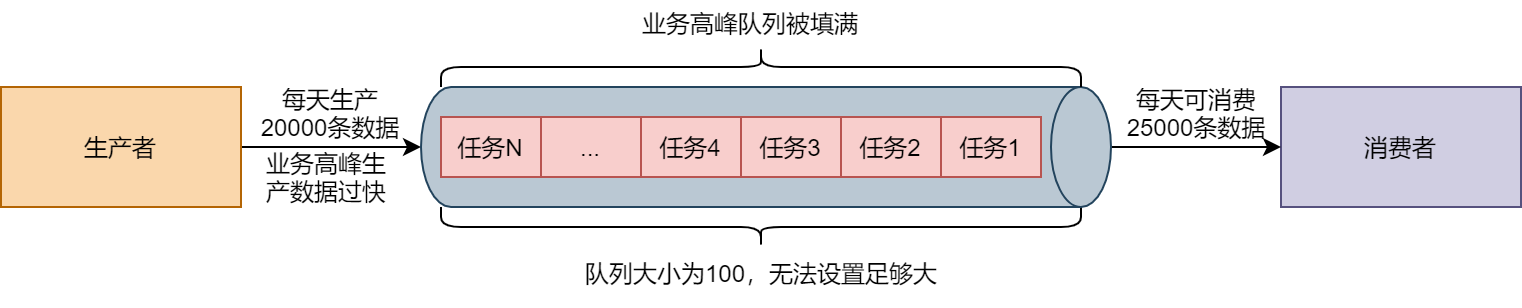 业务高峰队列被填满
生产者
每天生产
20000条数据
业务高峰生
产数据过快
任务N
...
任务4
任务3
任务2
任务1
每天可消费
25000条数据
消费者
队列大小为100，无法设置足够大